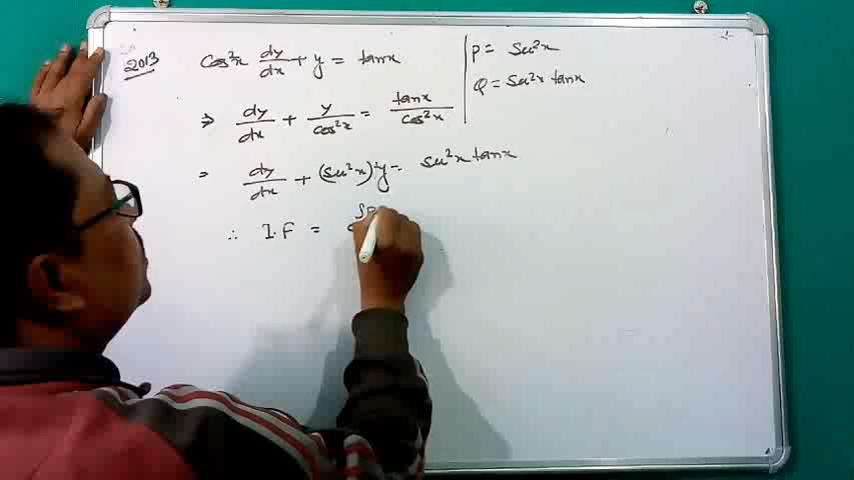 2013 cos²x dy/dx + y = tanx
P = sec²x
Q = sec²x tanx
⇒ dy/dx + y/cos²x = tanx/cos²x
= dy/dx + (sec²x) y = sec²x tanx
∴ I.F =